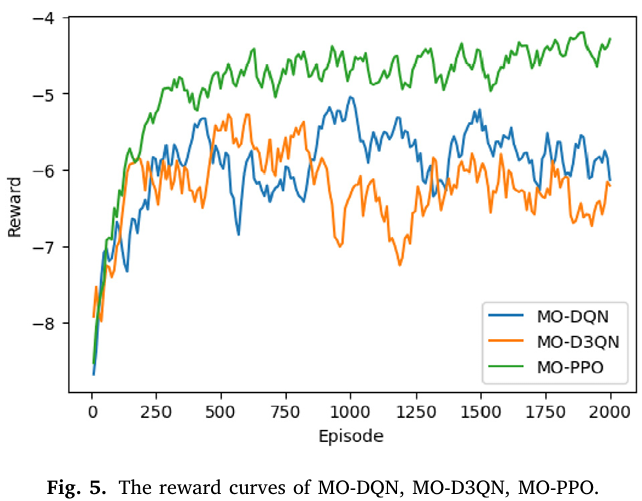 −4
−5
−6
−7
−8
Reward
0
250
500
750
1000
1250
1500
1750
2000
Episode
MO-DQN
MO-D3QN
MO-PPO
Fig. 5. The reward curves of MO-DQN, MO-D3QN, MO-PPO.